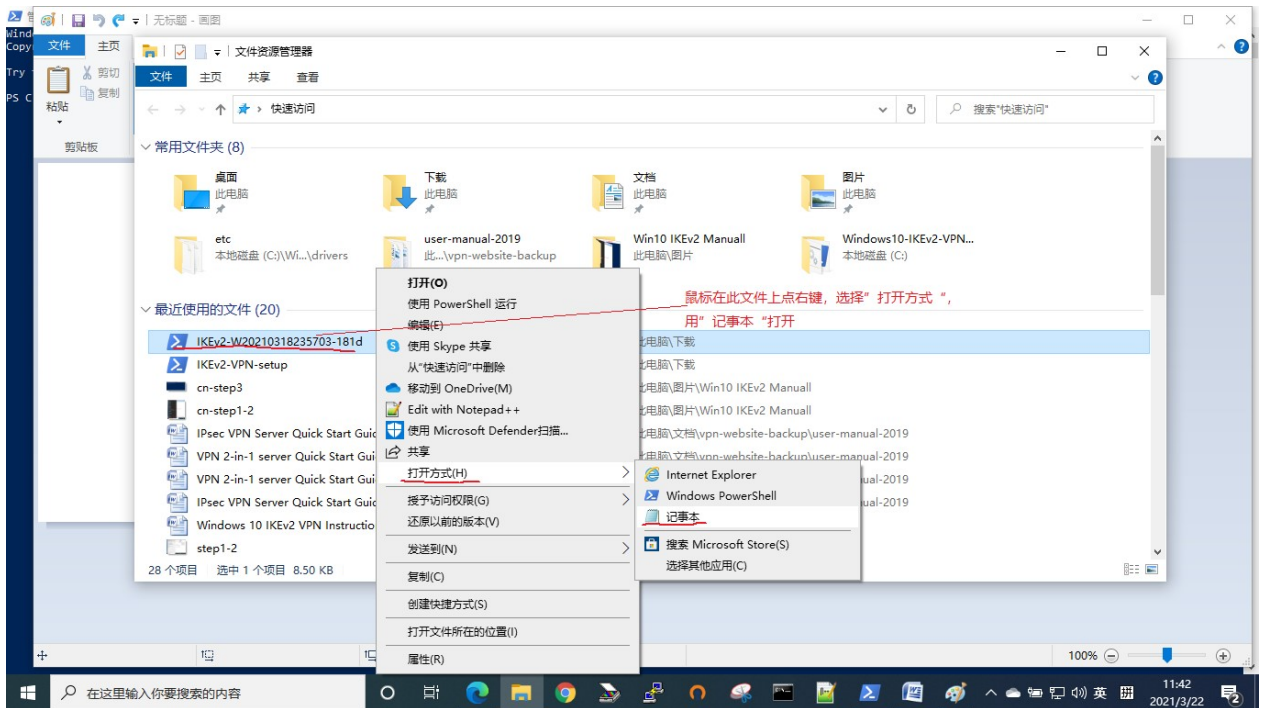 无标题 - 画图
Wind
Copy
Try
PS C
文件
主页
剪切
复制
粘贴
剪贴板
文件资源管理器
文件
主页
共享
查看
快速访问
搜索"快速访问"
常用文件夹 (8)
桌面
此电脑
下载
此电脑
文档
此电脑
图片
此电脑
etc
本地磁盘 (C:)\Wi...\drivers
user-manual-2019
此...\vpn-website-backup
Win10 IKEv2 Manuall
此电脑\图片
Windows10-IKEv2-VPN...
本地磁盘 (C:)
鼠标在此文件上点右键，选择" 打开方式 "，
用" 记事本 "打开
最近使用的文件 (20)
IKEv2-W20210318235703-181d
此电脑\下载
IKEv2-VPN-setup
此电脑\下载
cn-step3
此电脑\图片\Win10 IKEv2 Manuall
cn-step1-2
此电脑\图片\Win10 IKEv2 Manuall
IPsec VPN Server Quick Start Guid
此电脑\文档\vpn-website-backup\user-manual-2019
VPN 2-in-1 server Quick Start Gui
此电脑\文档\vpn-website-backup\user-manual-2019
VPN 2-in-1 server Quick Start Gui
ual-2019
IPsec VPN Server Quick Start Guid
ual-2019
Windows 10 IKEv2 VPN Instructio
step1-2
28 个项目 选中 1 个项目 8.50 KB
打开(O)
使用 PowerShell 运行
编辑(E)
使用 Skype 共享
从"快速访问"中删除
移动到 OneDrive(M)
Edit with Notepad++
使用 Microsoft Defender扫描...
共享
打开方式(H)
授予访问权限(G)
还原以前的版本(V)
发送到(N)
复制(C)
创建快捷方式(S)
打开文件所在的位置(I)
属性(R)
Internet Explorer
Windows PowerShell
记事本
搜索 Microsoft Store(S)
选择其他应用(C)
100%
在这里输入你要搜索的内容
英
11:42
2021/3/22
2